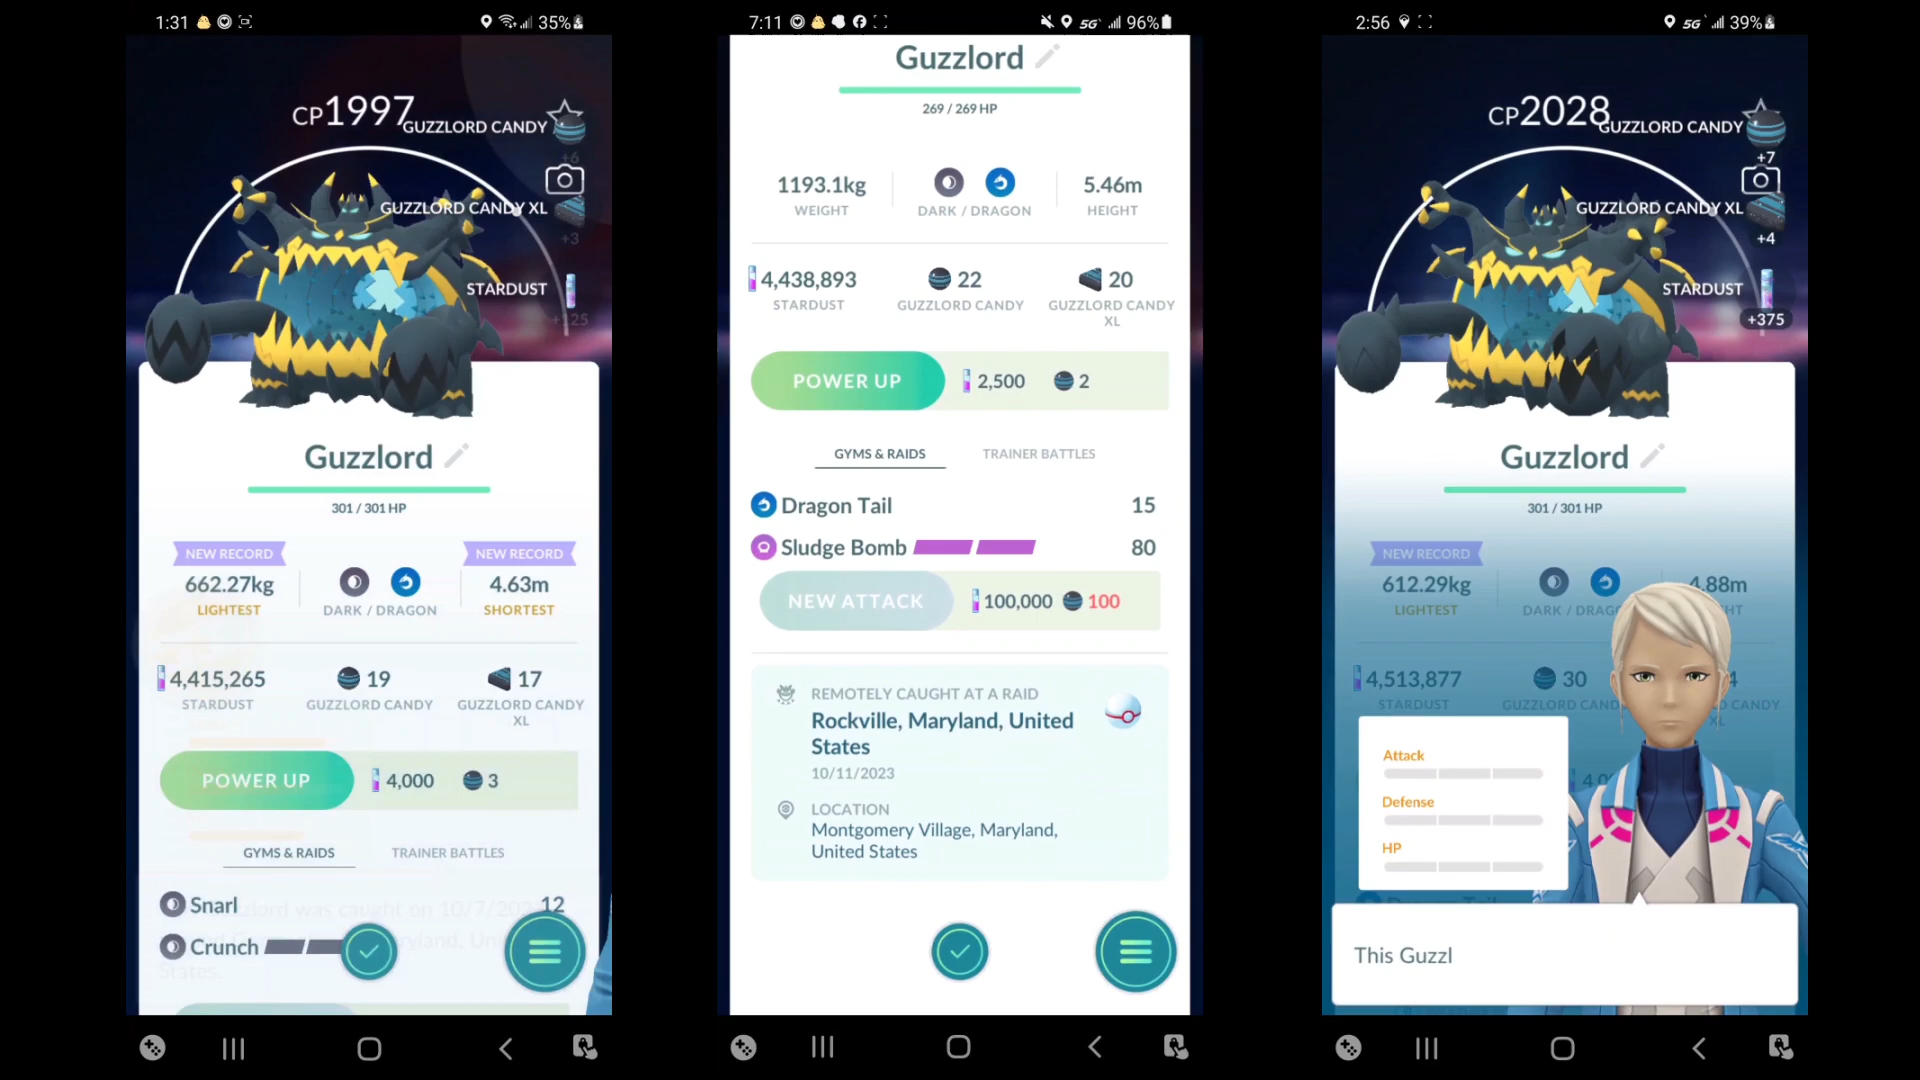 1:31
35%
CP1997
GUZZLORD CANDY
+6
GUZZLORD CANDY XL
+3
STARDUST
+125
Guzzlord
301 / 301 HP
NEW RECORD
NEW RECORD
662.27kg
4.63m
LIGHTEST
DARK / DRAGON
SHORTEST
4,415,265
19
17
STARDUST
GUZZLORD CANDY
GUZZLORD CANDY
XL
POWER UP
4,000
3
GYMS & RAIDS
TRAINER BATTLES
Snarl
12
Crunch
7:11
5G
96%
Guzzlord
269 / 269 HP
1193.1kg
5.46m
WEIGHT
DARK / DRAGON
HEIGHT
4,438,893
22
20
STARDUST
GUZZLORD CANDY
GUZZLORD CANDY
XL
POWER UP
2,500
2
GYMS & RAIDS
TRAINER BATTLES
Dragon Tail
15
Sludge Bomb
80
NEW ATTACK
100,000
100
REMOTELY CAUGHT AT A RAID
Rockville, Maryland, United
States
10/11/2023
LOCATION
Montgomery Village, Maryland,
United States
2:56
5G
39%
CP2028
GUZZLORD CANDY
+7
GUZZLORD CANDY XL
+4
STARDUST
+375
Guzzlord
301 / 301 HP
NEW RECORD
612.29kg
4.88m
LIGHTEST
4,513,877
30
STARDUST
Attack
Defense
HP
This Guzzl